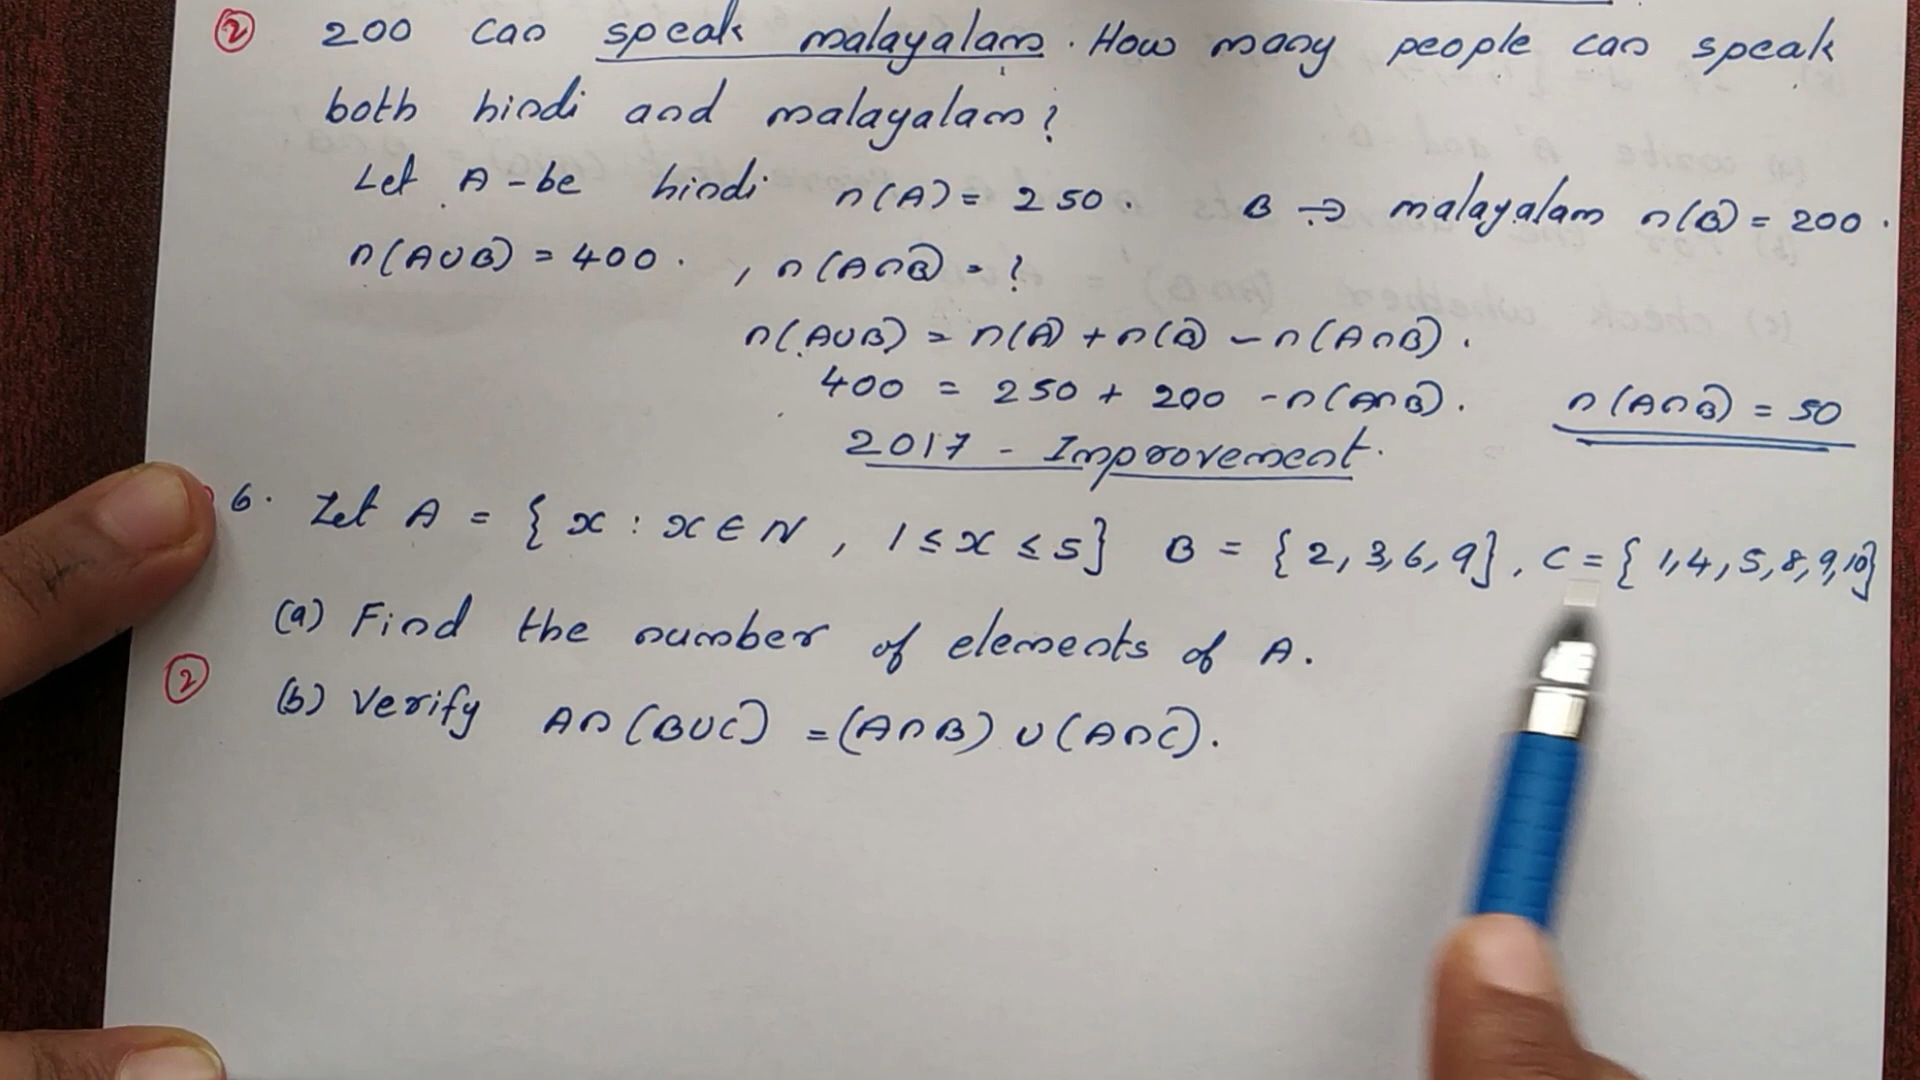 ② 200 can speak malayalam. How many people can speak
both hindi and malayalam?
Let A - be hindi n(A) = 250. B → malayalam n(B) = 200.
n(A∪B) = 400. , n(A∩B) = ?
n(A∪B) = n(A) + n(B) - n(A∩B).
400 = 250 + 200 - n(A∩B). n(A∩B) = 50
2017 - Improvement.
6. Let A = { x : x ∈ N , 1 ≤ x ≤ 5} B = { 2, 3, 6, 9}, C = { 1, 4, 5, 8, 9, 10}
(a) Find the number of elements of A.
② (b) Verify A∩(B∪C) = (A∩B) ∪ (A∩C).